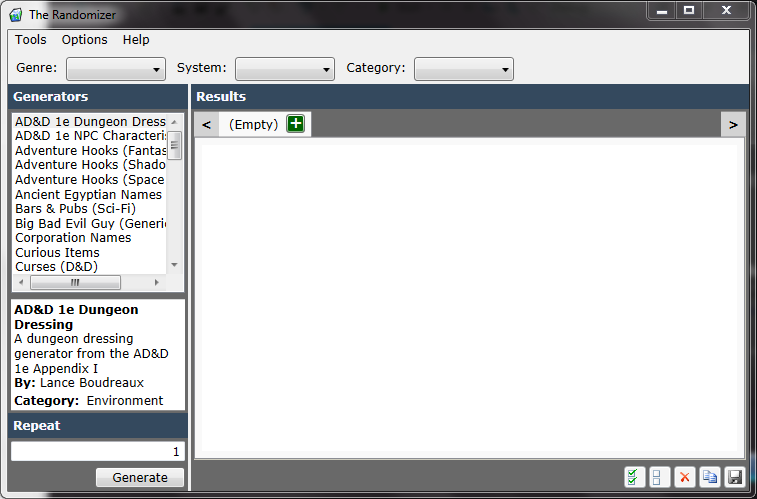 The Randomizer
Tools Options Help
Genre: System: Category:
Generators
AD&D 1e Dungeon Dress
AD&D 1e NPC Characteris
Adventure Hooks (Fantas
Adventure Hooks (Shado
Adventure Hooks (Space
Ancient Egyptian Names
Bars & Pubs (Sci-Fi)
Big Bad Evil Guy (Generic
Corporation Names
Curious Items
Curses (D&D)
AD&D 1e Dungeon
Dressing
A dungeon dressing
generator from the AD&D
1e Appendix I
By: Lance Boudreaux
Category: Environment
Repeat
1
Generate
Results
< (Empty) >